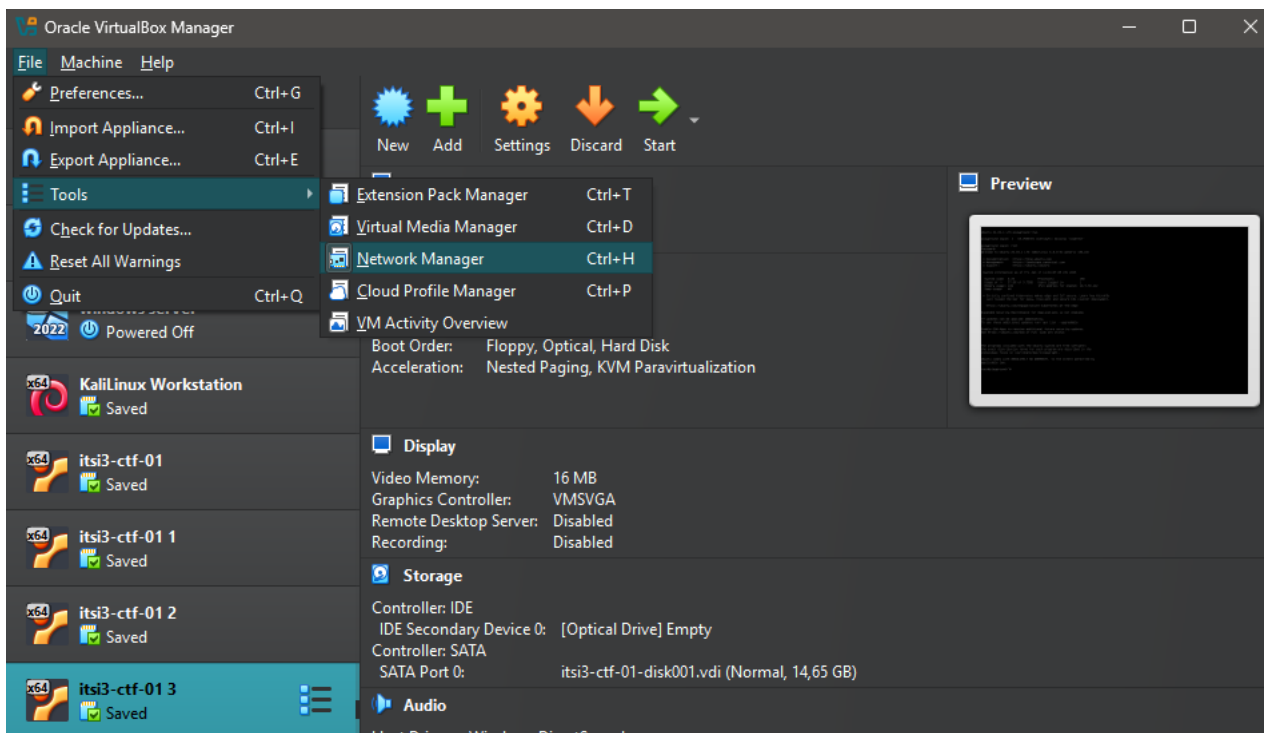 Oracle VirtualBox Manager
File Machine Help
Preferences... Ctrl+G
Import Appliance... Ctrl+I
Export Appliance... Ctrl+E
Tools
Check for Updates...
Reset All Warnings
Quit Ctrl+Q
New Add Settings Discard Start
Extension Pack Manager Ctrl+T
Virtual Media Manager Ctrl+D
Network Manager Ctrl+H
Cloud Profile Manager Ctrl+P
VM Activity Overview
Preview
2022 Powered Off
x64 KaliLinux Workstation
Saved
x64 itsi3-ctf-01
Saved
x64 itsi3-ctf-01 1
Saved
x64 itsi3-ctf-01 2
Saved
x64 itsi3-ctf-01 3
Saved
Boot Order: Floppy, Optical, Hard Disk
Acceleration: Nested Paging, KVM Paravirtualization
Display
Video Memory: 16 MB
Graphics Controller: VMSVGA
Remote Desktop Server: Disabled
Recording: Disabled
Storage
Controller: IDE
IDE Secondary Device 0: [Optical Drive] Empty
Controller: SATA
SATA Port 0: itsi3-ctf-01-disk001.vdi (Normal, 14,65 GB)
Audio